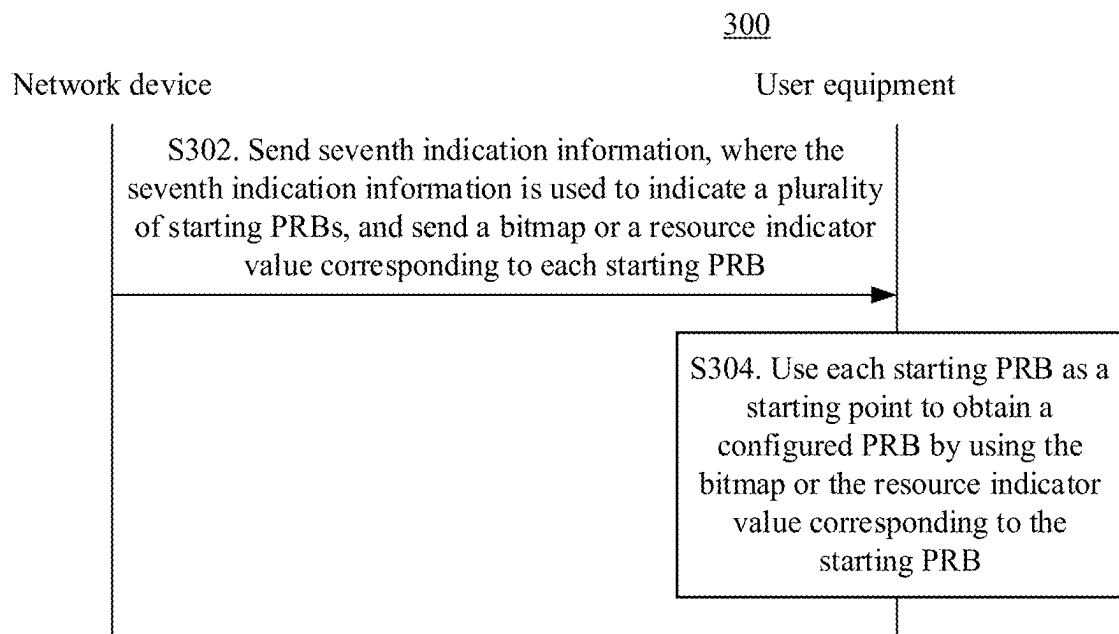 300
Network device
User equipment
S302. Send seventh indication information, where the
seventh indication information is used to indicate a plurality
of starting PRBs, and send a bitmap or a resource indicator
value corresponding to each starting PRB
S304. Use each starting PRB as a
starting point to obtain a
configured PRB by using the
bitmap or the resource indicator
value corresponding to the
starting PRB